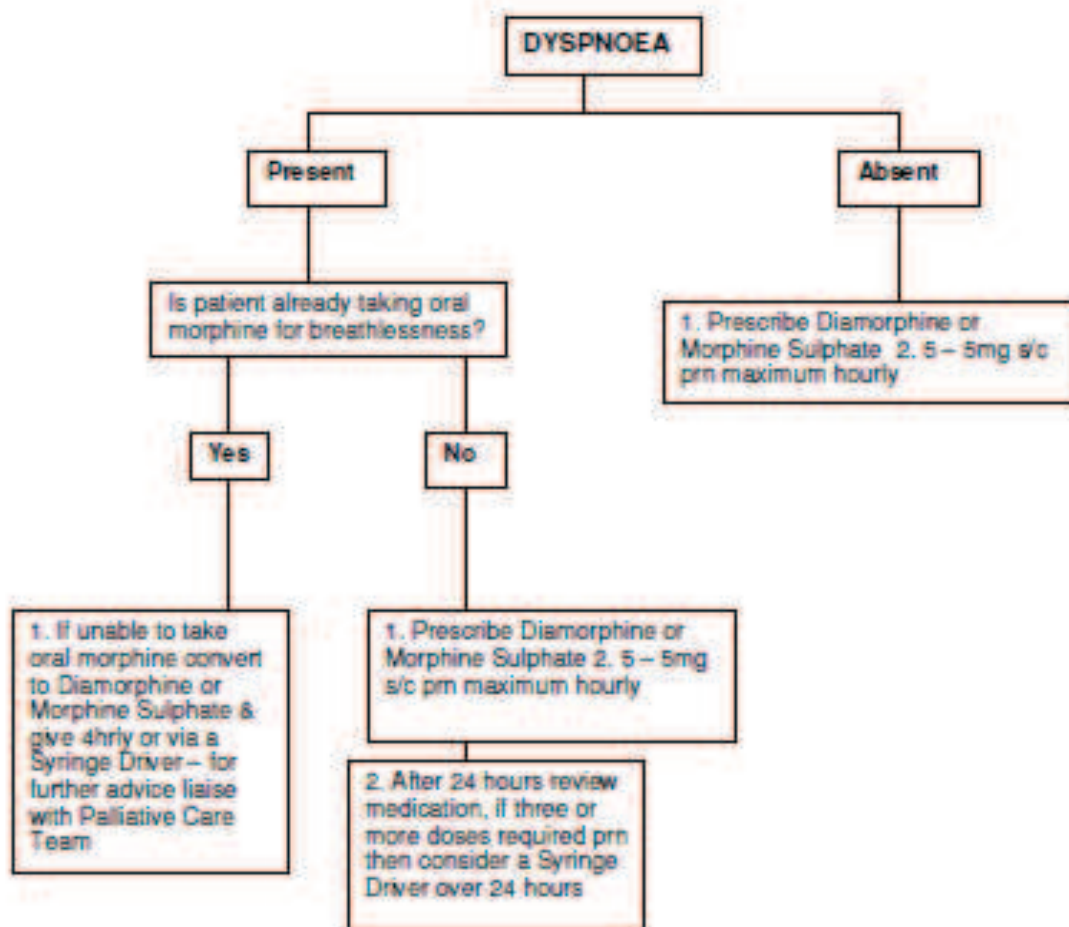 DYSPNOEA
Present
Absent
Is patient already taking oral
morphine for breathlessness?
1. Prescribe Diamorphine or
Morphine Sulphate 2. 5 – 5mg s/c
prn maximum hourly
Yes
No
1. If unable to take
oral morphine convert
to Diamorphine or
Morphine Sulphate &
give 4hrly or via a
Syringe Driver – for
further advice liaise
with Palliative Care
Team
1. Prescribe Diamorphine or
Morphine Sulphate 2. 5 – 5mg
s/c prn maximum hourly
2. After 24 hours review
medication, if three or
more doses required prn
then consider a Syringe
Driver over 24 hours